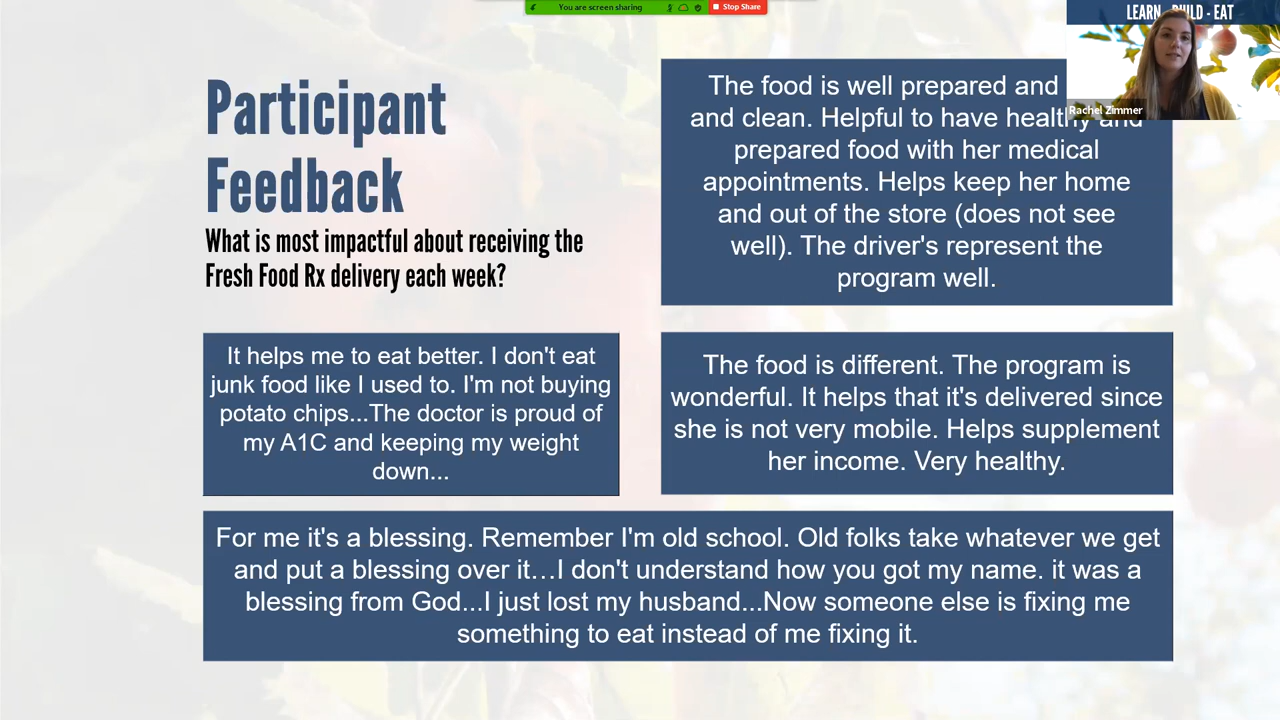 You are screen sharing
Stop Share
LEARN - BUILD - EAT
Rachel Zimmer
Participant
Feedback
What is most impactful about receiving the
Fresh Food Rx delivery each week?
The food is well prepared and
and clean. Helpful to have healthy and
prepared food with her medical
appointments. Helps keep her home
and out of the store (does not see
well). The driver's represent the
program well.
It helps me to eat better. I don't eat
junk food like I used to. I'm not buying
potato chips...The doctor is proud of
my A1C and keeping my weight
down...
The food is different. The program is
wonderful. It helps that it's delivered since
she is not very mobile. Helps supplement
her income. Very healthy.
For me it's a blessing. Remember I'm old school. Old folks take whatever we get
and put a blessing over it…I don't understand how you got my name. it was a
blessing from God...I just lost my husband...Now someone else is fixing me
something to eat instead of me fixing it.